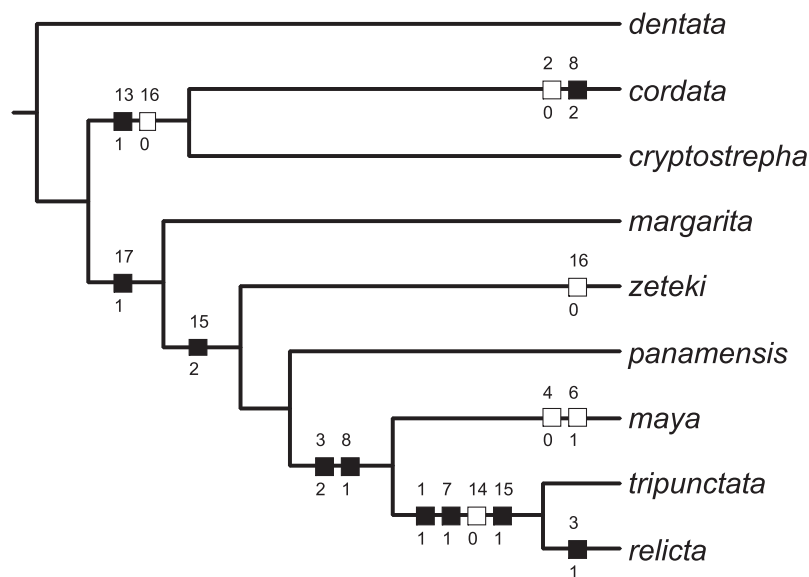 dentata
2 8
cordata
0 2
13 16
1 0
cryptostrepha
margarita
17
1
16
zeteki
0
15
2
panamensis
4 6
maya
0 1
3 8
2 1
tripunctata
1 7 14 15
1 1 0 1
3
relicta
1